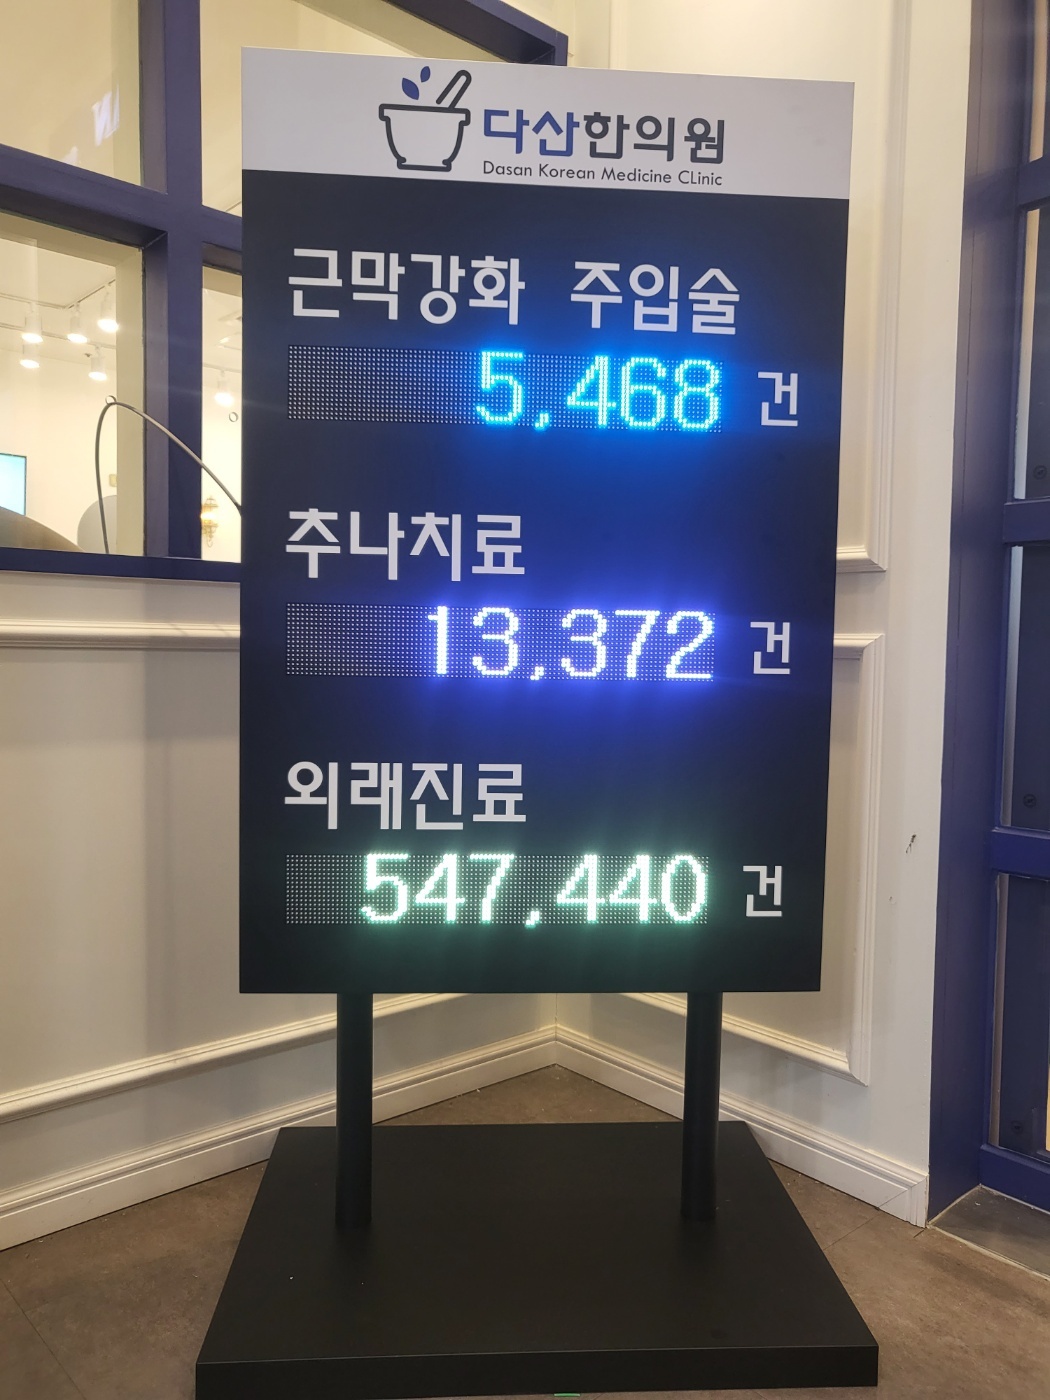 다산한의원
Dasan Korean Medicine CLinic
근막강화 주입술
5,468 건
추나치료
13,372 건
외래진료
547,440 건